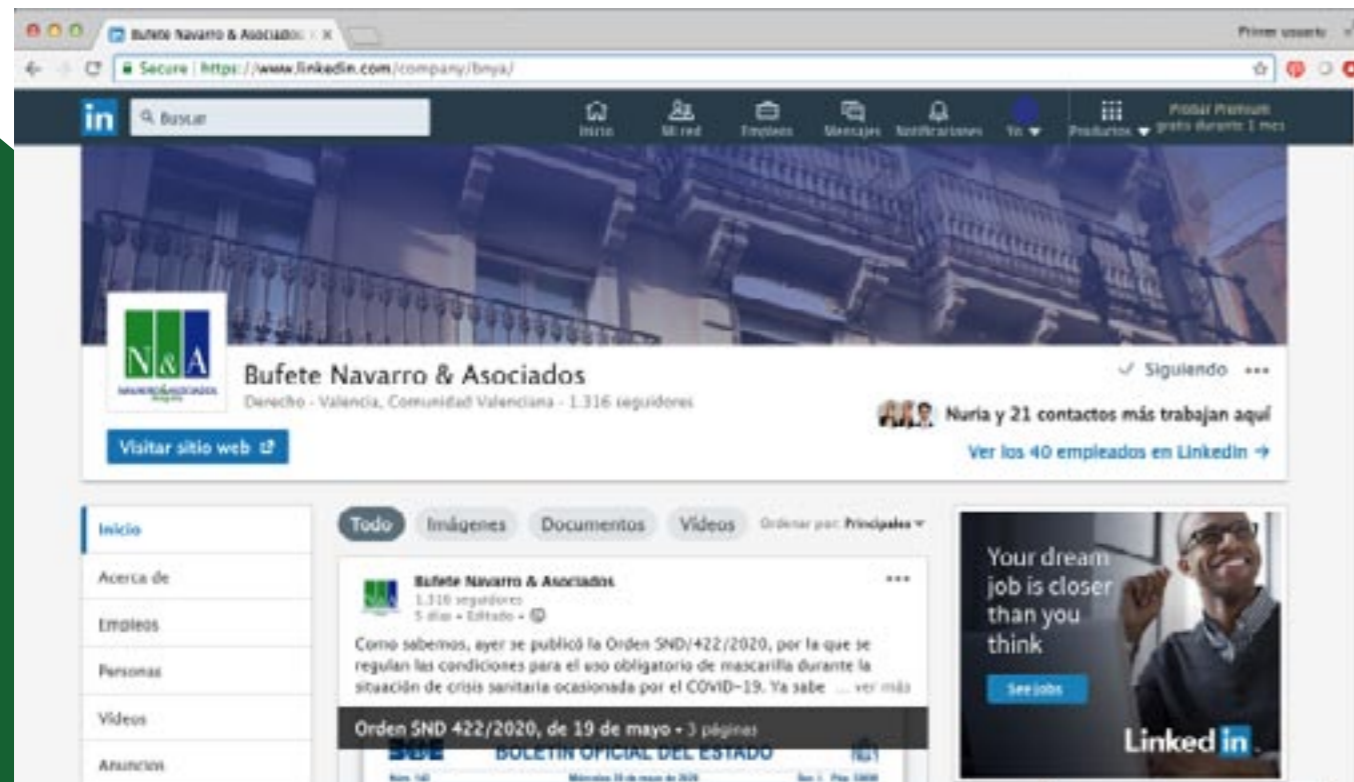 Bufete Navarro & Asociados
Primer usuario
Secure | https://www.linkedin.com/company/bnya/
in
Buscar
Inicio
Mi red
Empleos
Mensajes
Notificaciones
Yo
Productos
Probar Premium
gratis durante 1 mes
N&A
Bufete Navarro & Asociados
Derecho - Valencia, Comunidad Valenciana - 1.316 seguidores
Siguiendo
Nuria y 21 contactos más trabajan aquí
Visitar sitio web
Ver los 40 empleados en LinkedIn →
Inicio
Acerca de
Empleos
Personas
Vídeos
Anuncios
Todo
Imágenes
Documentos
Vídeos
Ordenar por: Principales
Bufete Navarro & Asociados
1.316 seguidores
5 días • Editado •
Como sabemos, ayer se publicó la Orden SND/422/2020, por la que se
regulan las condiciones para el uso obligatorio de mascarilla durante la
situación de crisis sanitaria ocasionada por el COVID-19. Ya sabe ... ver más
Orden SND 422/2020, de 19 de mayo • 3 páginas
BOLETÍN OFICIAL DEL ESTADO
Your dream
job is closer
than you
think
See jobs
Linked in